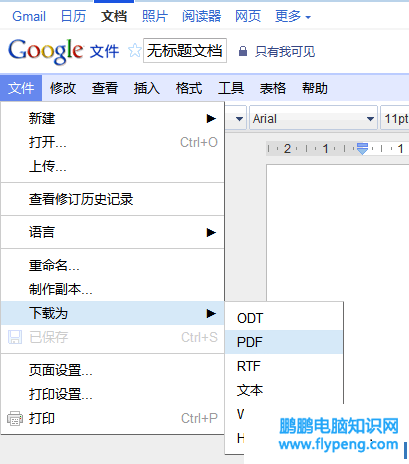 Gmail 日历 文档 照片 阅读器 网页 更多
Google 文件 无标题文档 只有我可见
文件 修改 查看 插入 格式 工具 表格 帮助
新建
Arial 11pt
打开... Ctrl+O
2 1 1
上传...
查看修订历史记录
语言
重命名...
制作副本...
下载为
ODT
已保存 Ctrl+S
PDF
页面设置...
RTF
打印设置...
文本
打印 Ctrl+P
W
H
鹏鹏电脑知识网
www.flypeng.com